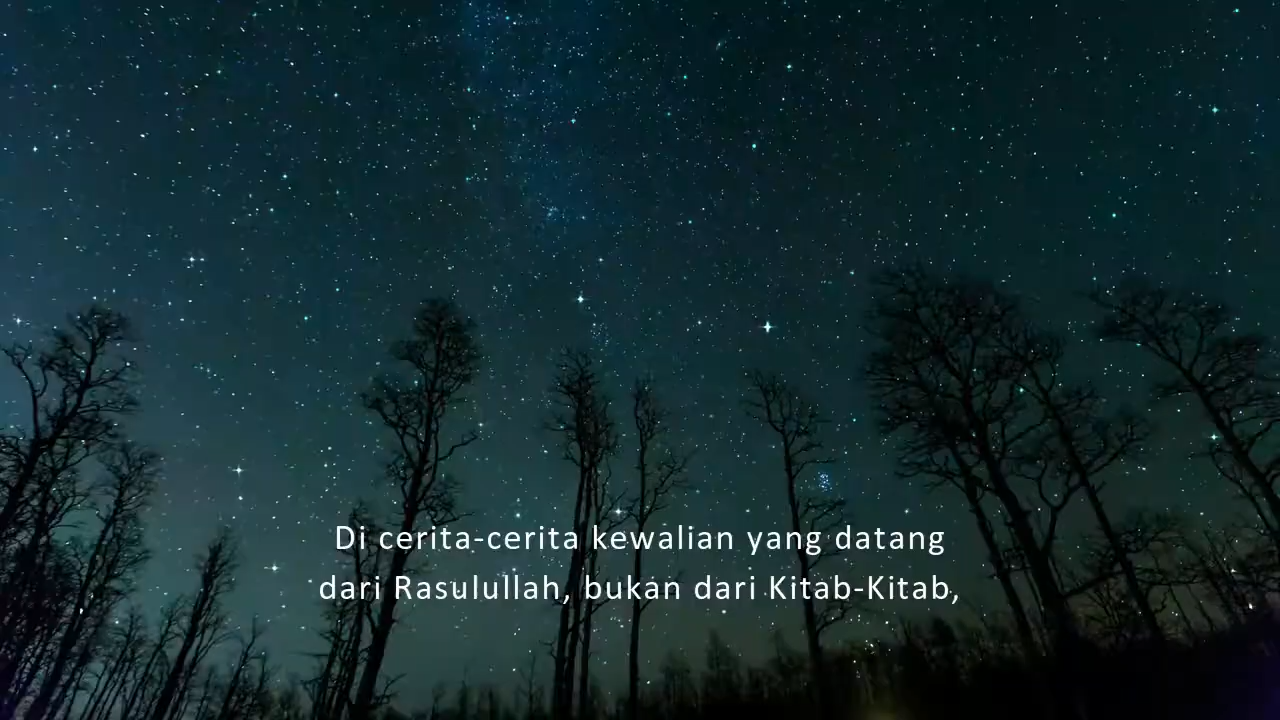 Di cerita-cerita kewalian yang datang
dari Rasulullah, bukan dari Kitab-Kitab,